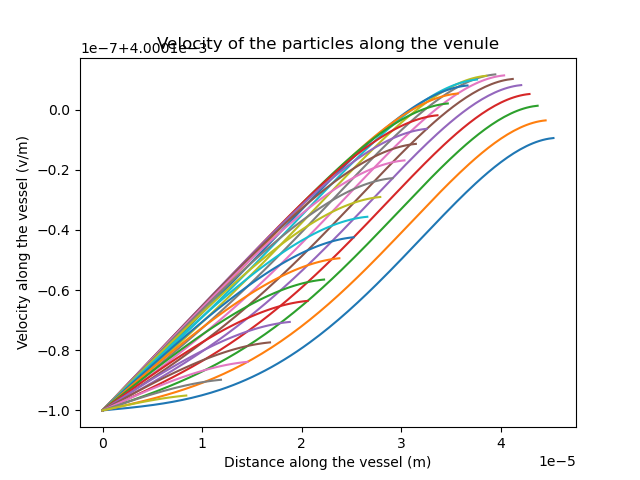 Velocity of the particles along the venule
1e−7+4.0001e−3
0.0
−0.2
−0.4
−0.6
−0.8
−1.0
Velocity along the vessel (v/m)
0 1 2 3 4
1e−5
Distance along the vessel (m)